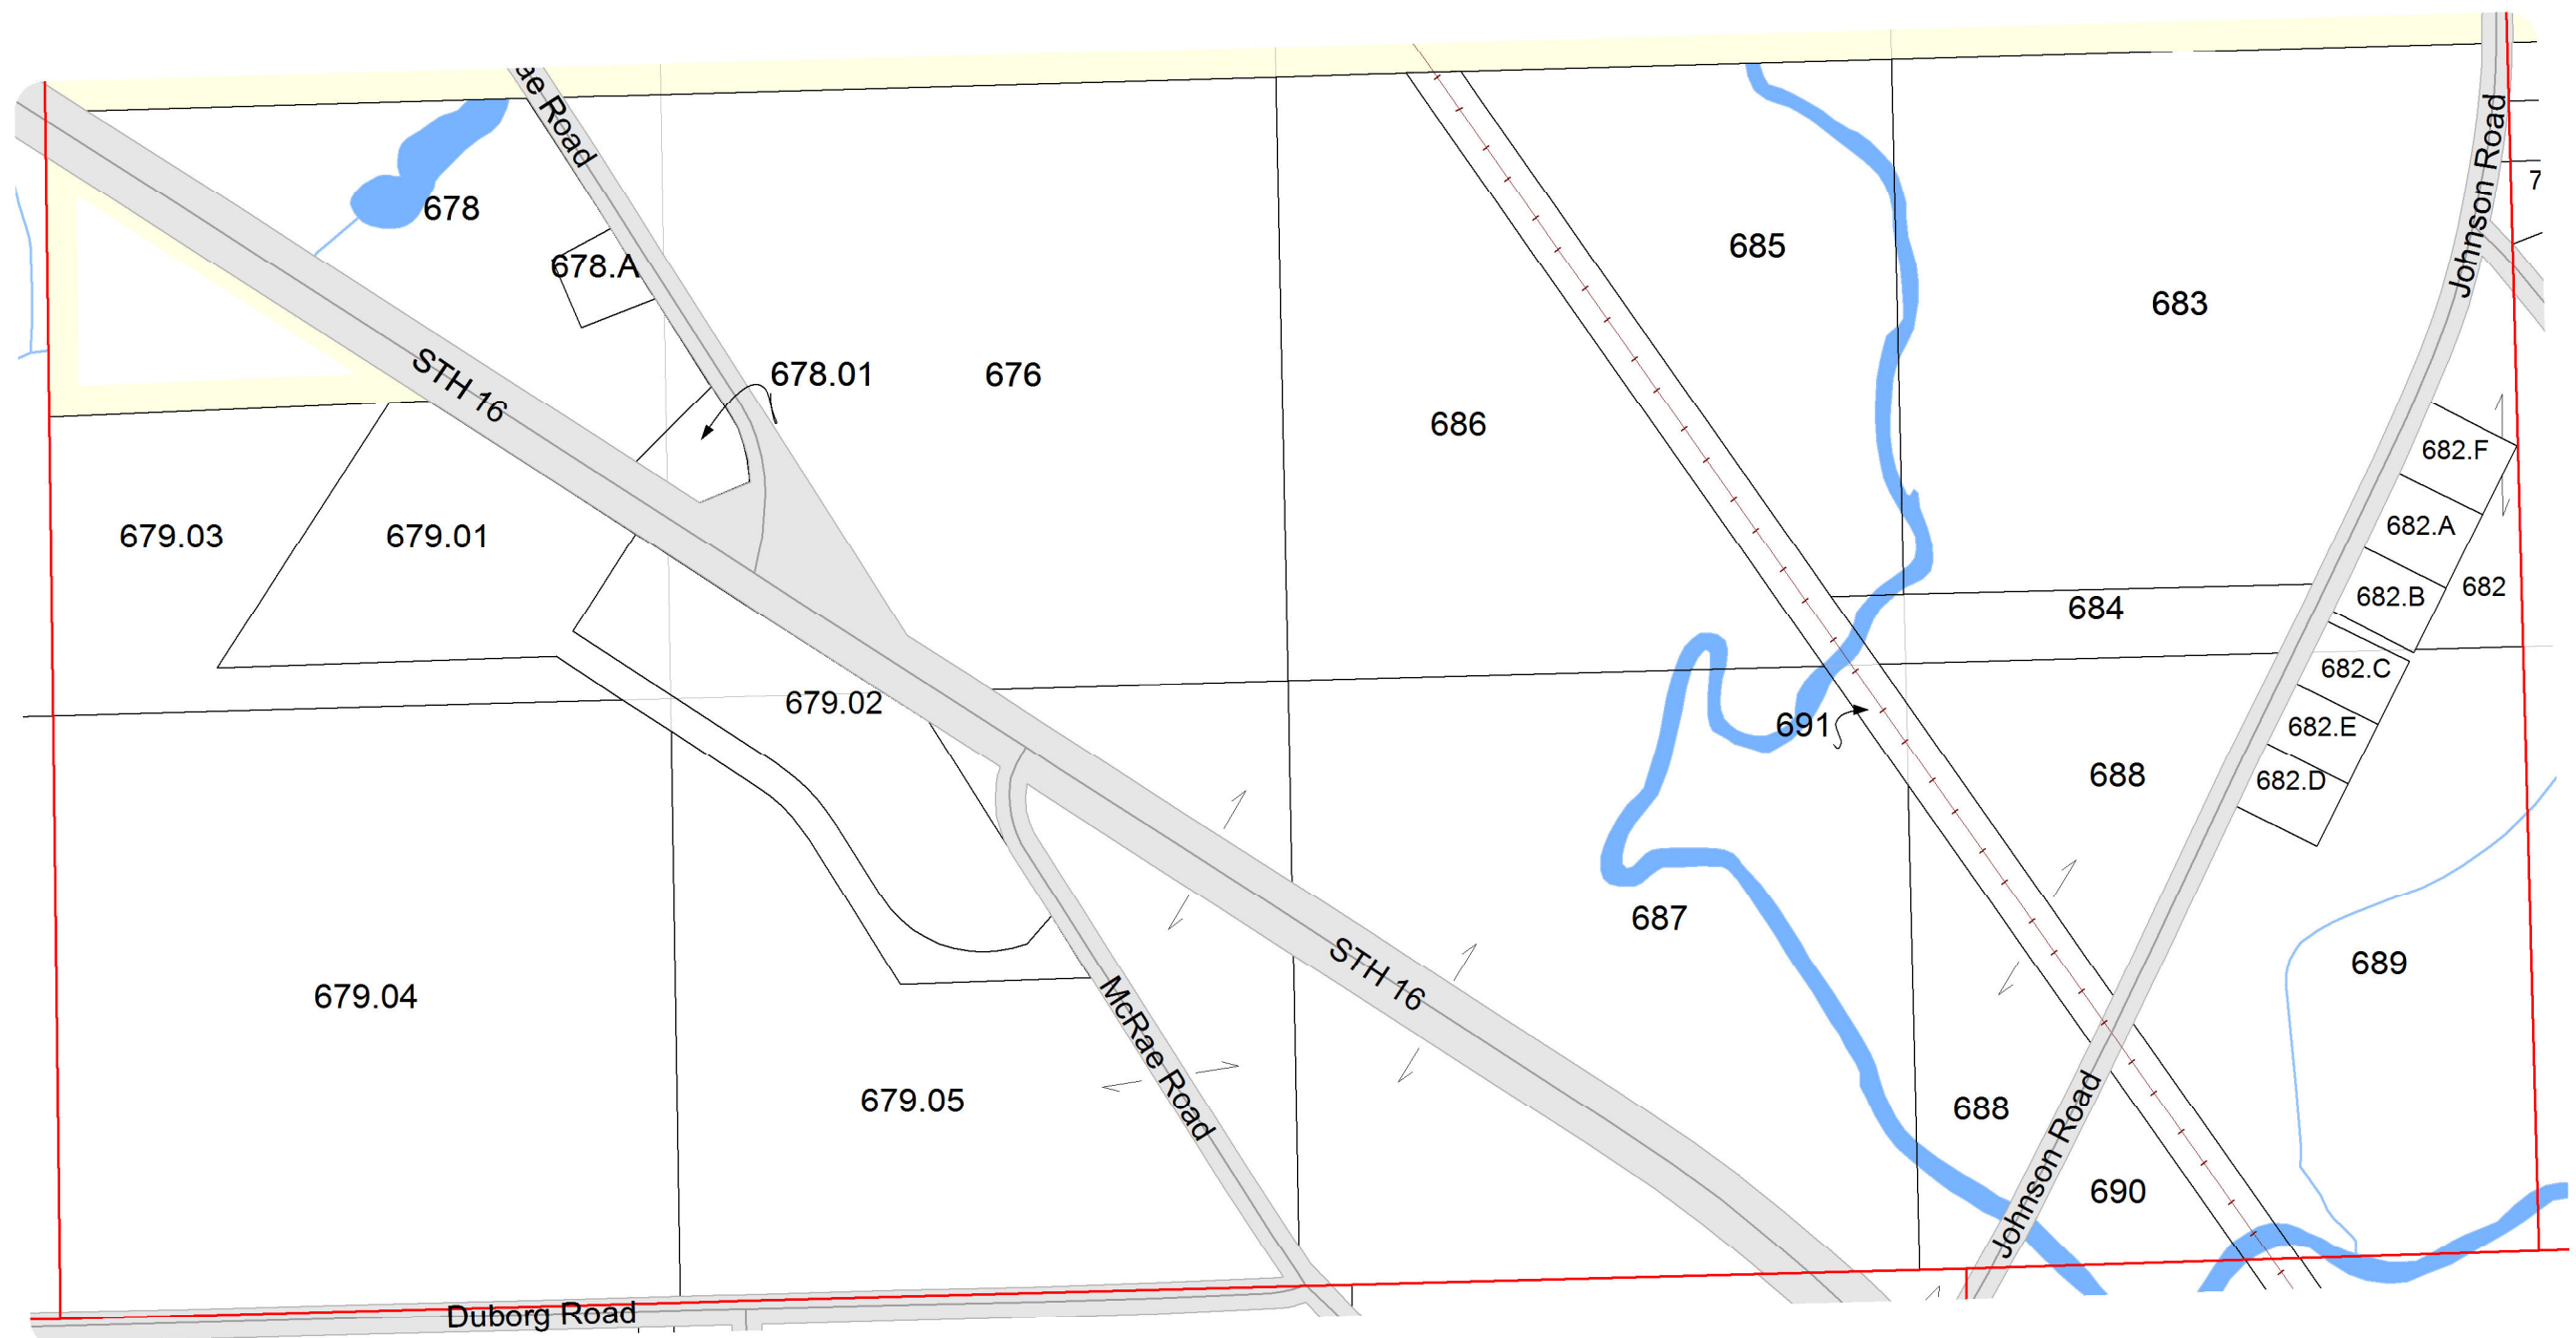 ae Road
Johnson Road
7
678
678.A
685
683
STH 16
678.01
676
686
682.F
679.03
679.01
682.A
682.B
682
684
682.C
679.02
691
682.E
688
682.D
687
689
STH 16
679.04
McRae Road
679.05
688
Johnson Road
690
Duborg Road